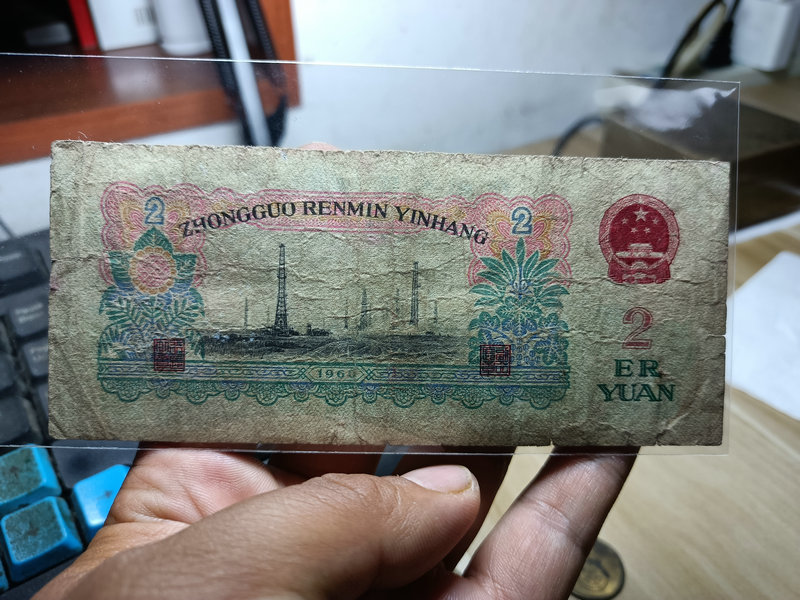 2
2
ZHONGGUO RENMIN YINHANG
1960
2
ER
YUAN